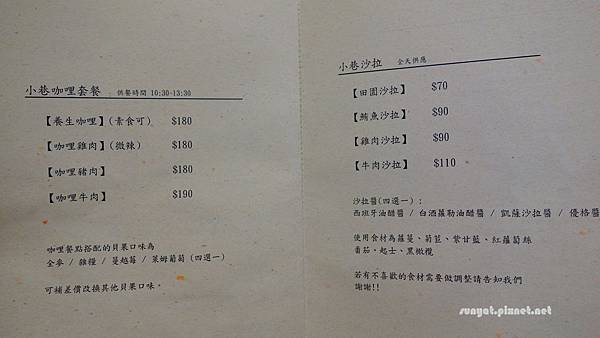 小巷咖哩套餐 供餐時間 10:30-13:30
【養生咖哩】(素食可) $180
【咖哩雞肉】(微辣) $180
【咖哩豬肉】 $180
【咖哩牛肉】 $190
咖哩餐點搭配的貝果口味為
金麥 / 雜糧 / 蔓越莓 / 萊姆葡萄 (四選一)
可補差價改換其他貝果口味。
小巷沙拉 全天供應
【田園沙拉】 $70
【鮪魚沙拉】 $90
【雞肉沙拉】 $90
【牛肉沙拉】 $110
沙拉醬(四選一)：
西班牙油醋醬 / 白酒蘿勒油醋醬 / 凱薩沙拉醬 / 優格醬
使用食材為蘿蔓、菊苣、紫甘藍、紅蘿蔔絲
番茄、起士、黑橄欖
若有不喜歡的食材需要做調整請告知我們
謝謝!!
sunyat.pixnet.net